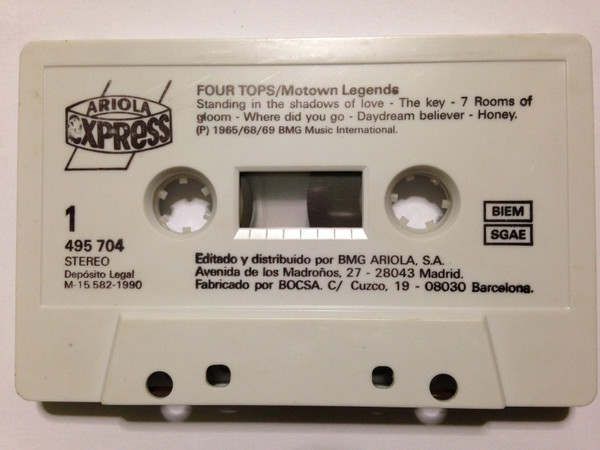 ARIOLA
EXPRESS
FOUR TOPS/Motown Legends
Standing in the shadows of love - The key - 7 Rooms of
gloom - Where did you go - Daydream believer - Honey.
(P) 1965/68/69 BMG Music International.
1
495 704
STEREO
Depósito Legal
M-15 582-1990
BIEM
SGAE
Editado y distribuido por BMG ARIOLA, S.A.
Avenida de los Madroños, 27 - 28043 Madrid.
Fabricado por BOCSA. C/ Cuzco, 19 - 08030 Barcelona.